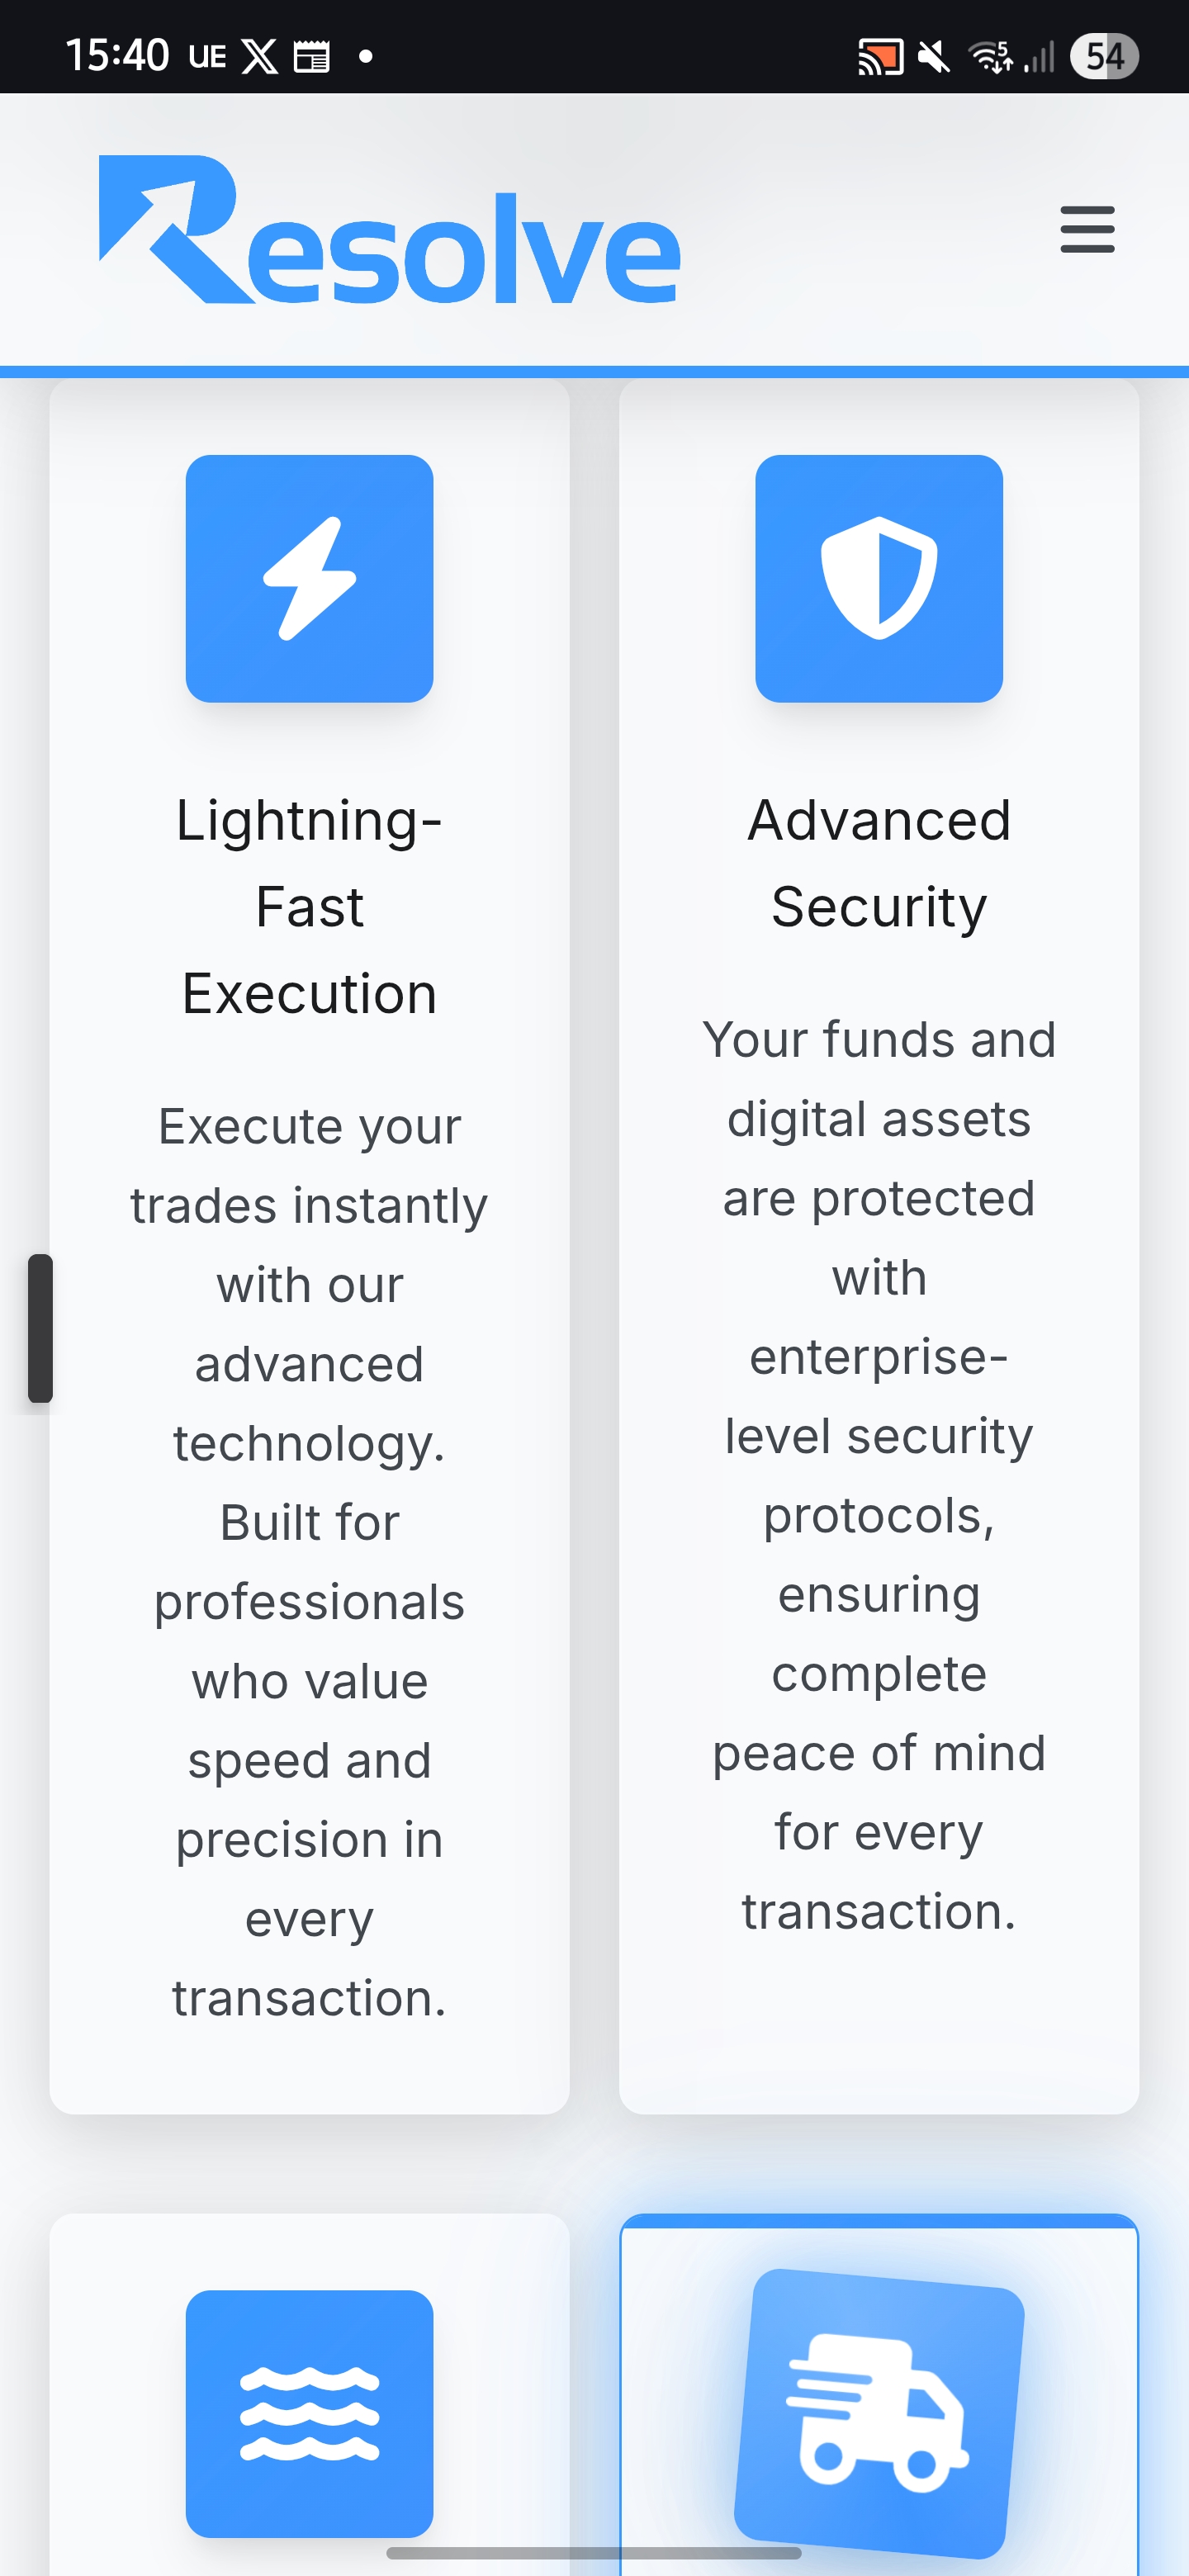 15:40 UE
54
Resolve
Lightning-
Fast
Execution
Execute your
trades instantly
with our
advanced
technology.
Built for
professionals
who value
speed and
precision in
every
transaction.
Advanced
Security
Your funds and
digital assets
are protected
with
enterprise-
level security
protocols,
ensuring
complete
peace of mind
for every
transaction.